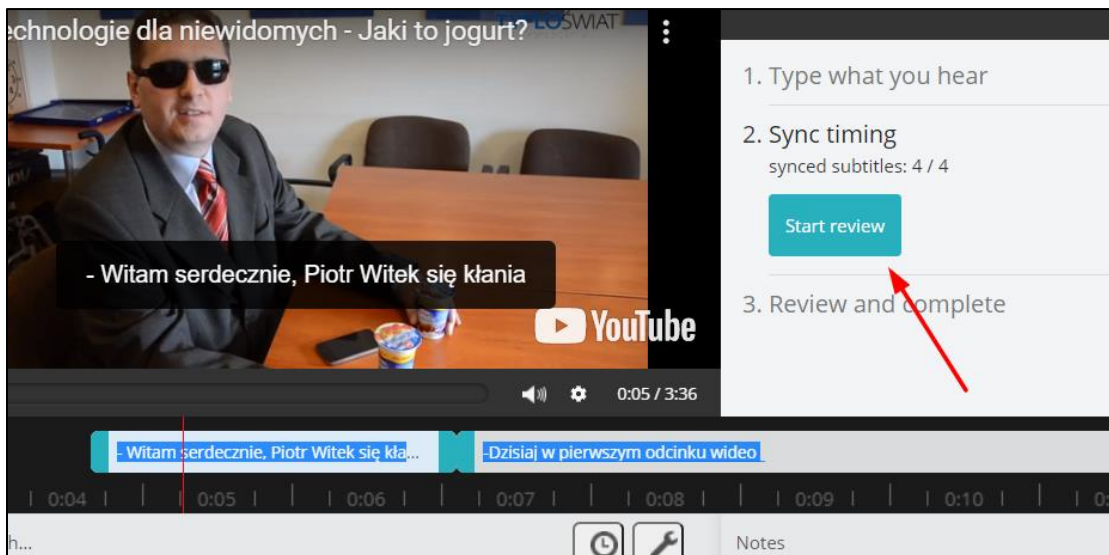 echnologie dla niewidomych - Jaki to jogurt?
ŚWIAT
- Witam serdecznie, Piotr Witek się kłania
YouTube
0:05 / 3:36
1. Type what you hear
2. Sync timing
synced subtitles: 4 / 4
Start review
3. Review and complete
- Witam serdecznie, Piotr Witek się kła...
-Dzisiaj w pierwszym odcinku wideo
0:04 0:05 0:06 0:07 0:08 0:09 0:10 0:
h...
Notes